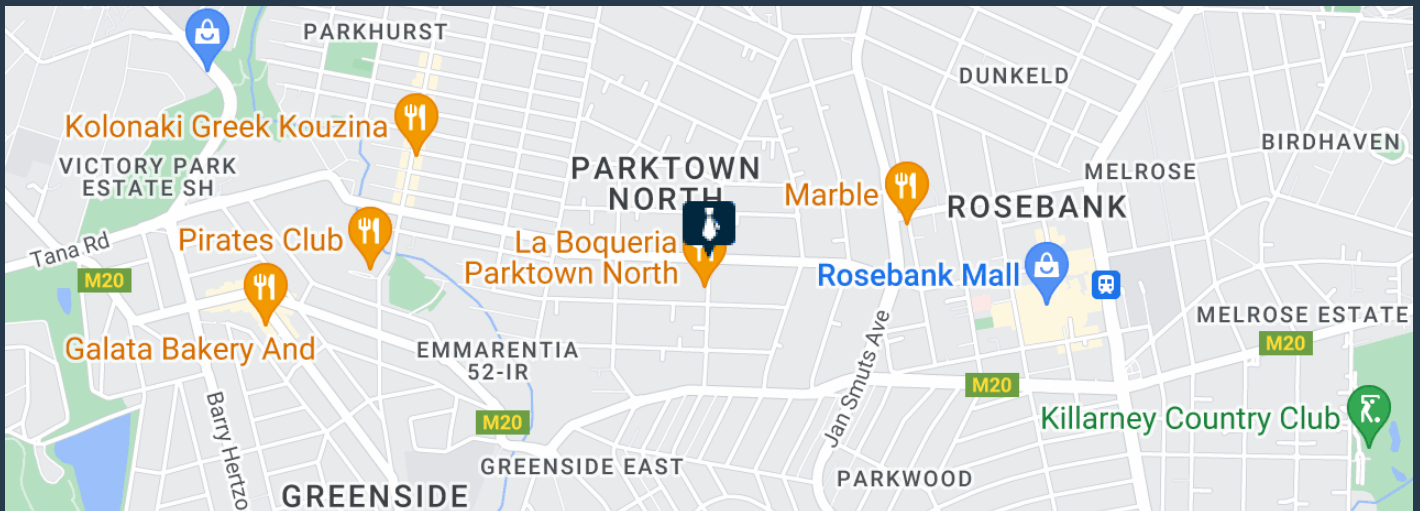 PARKHURST
DUNKELD
Kolonaki Greek Kouzina
BIRDHAVEN
VICTORY PARK
ESTATE SH
PARKTOWN
NORTH
MELROSE
Marble
ROSEBANK
Tana Rd
Pirates Club
La Boqueria
Parktown North
M20
Rosebank Mall
MELROSE ESTATE
M20
Galata Bakery And
EMMARENTIA
52-IR
Jan Smuts Ave
M20
Barry Hertzo
M20
Killarney Country Club
GREENSIDE EAST
PARKWOOD
GREENSIDE